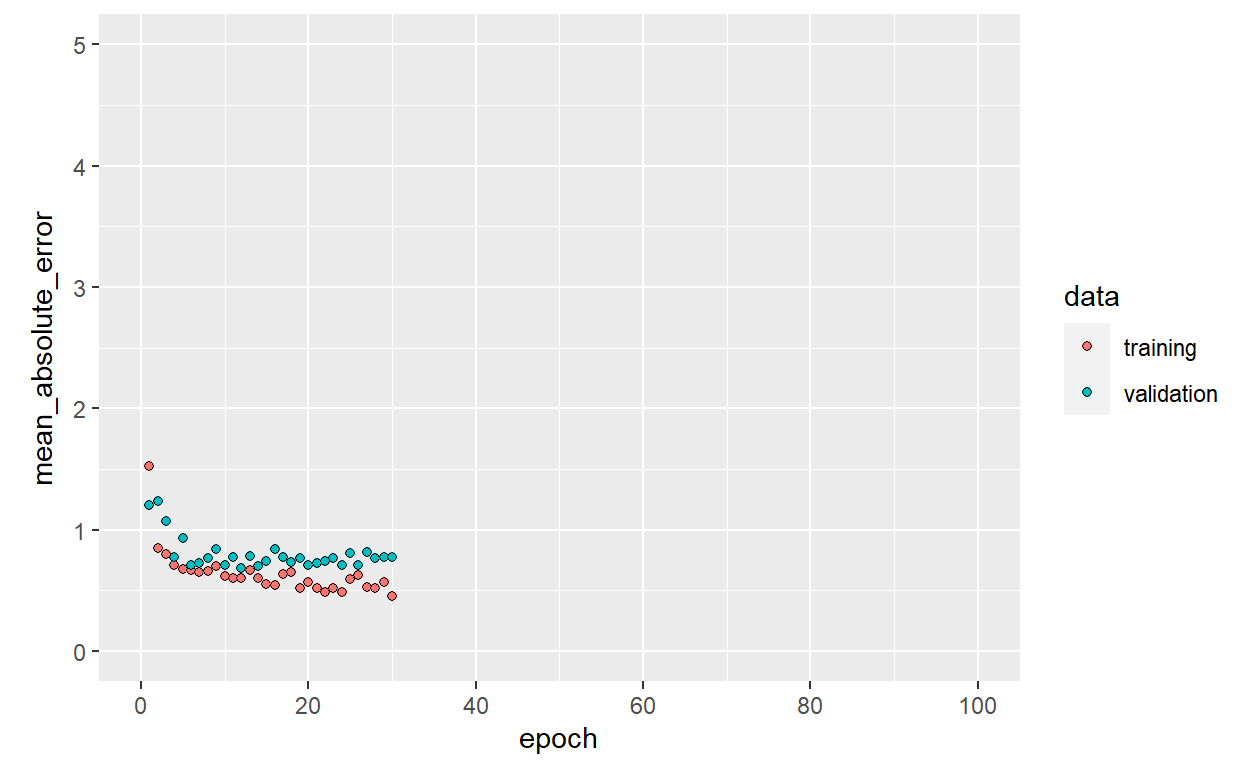 mean_absolute_error
5
4
3
2
1
0
0 20 40 60 80 100
epoch
data
training
validation